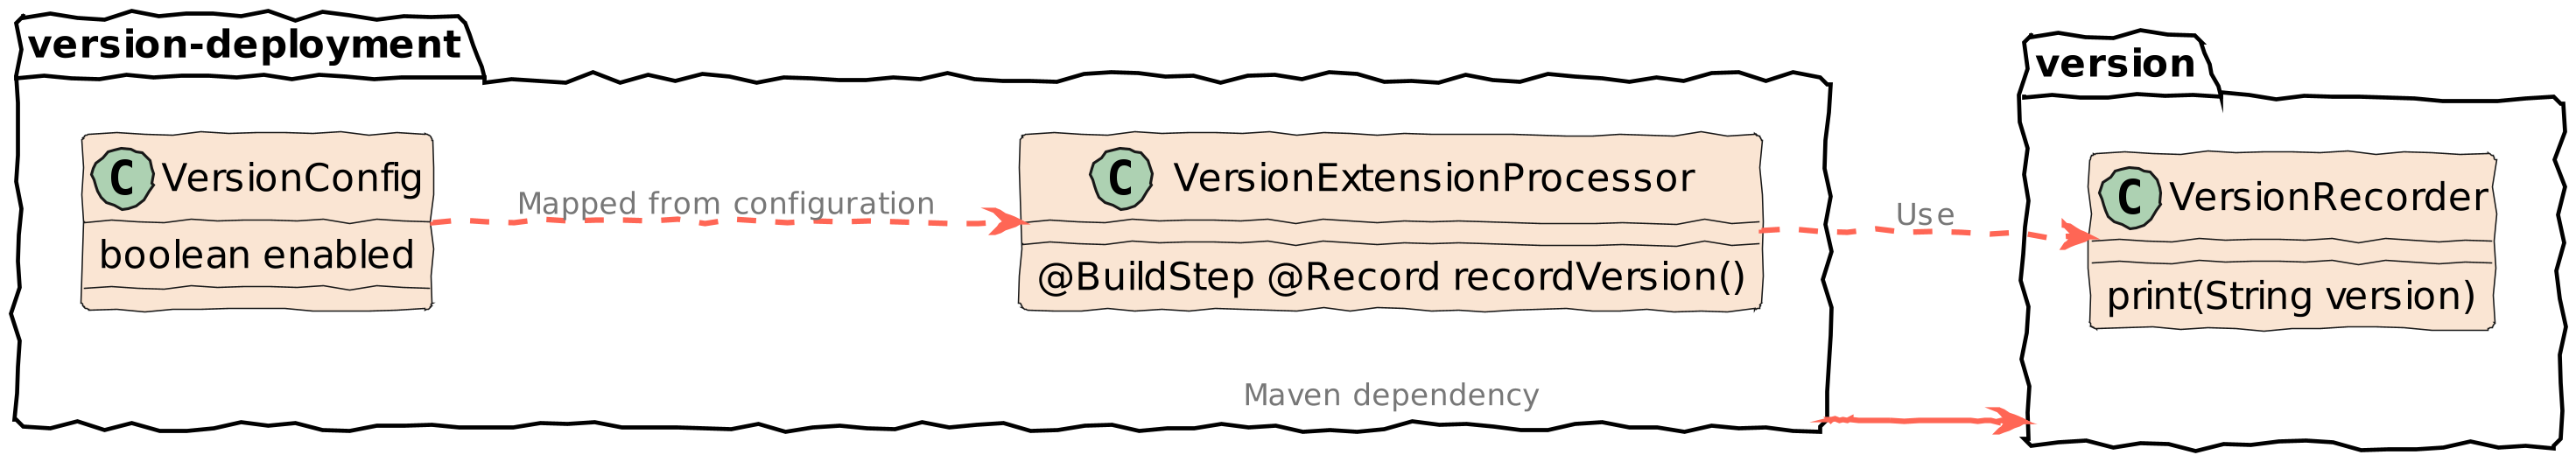 version-deployment
version
C VersionConfig
boolean enabled
Mapped from configuration
C VersionExtensionProcessor
@BuildStep @Record recordVersion()
Use
C VersionRecorder
print(String version)
Maven dependency